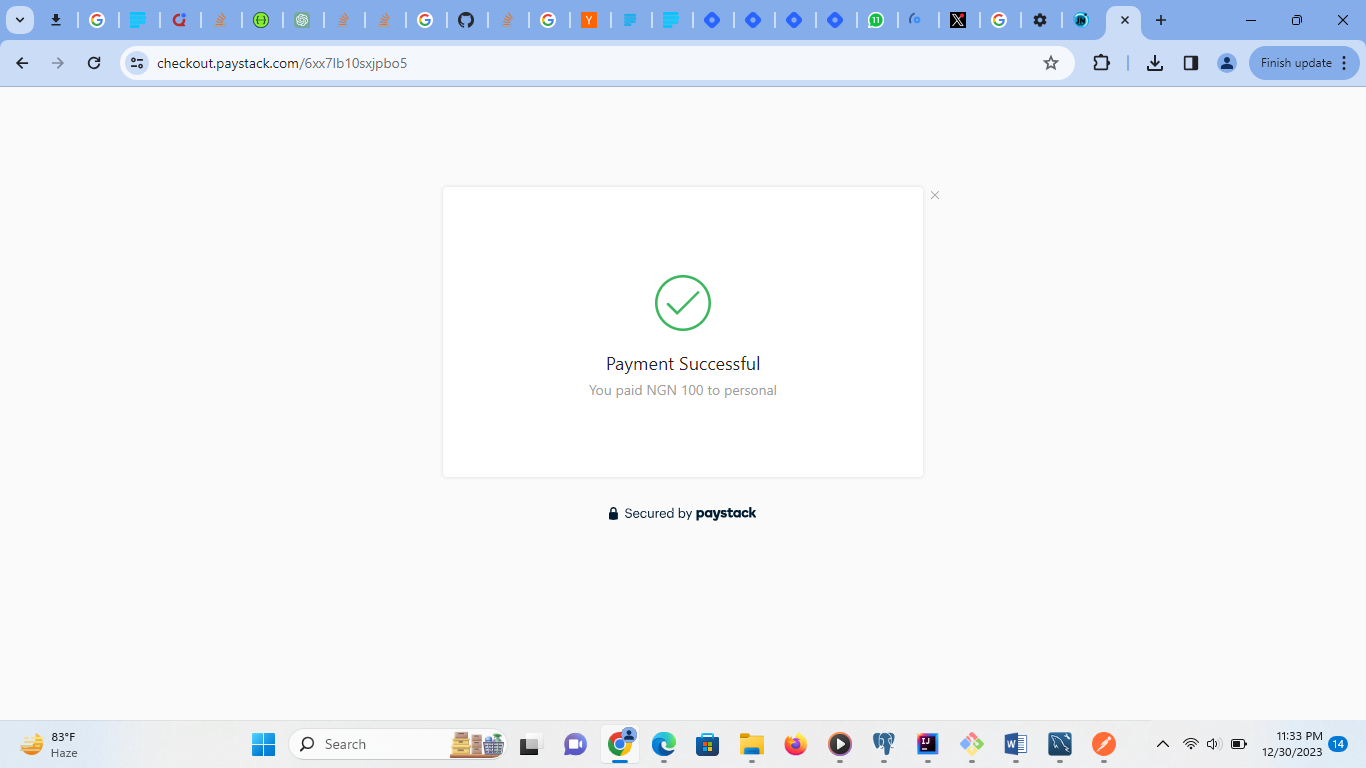 11
checkout.paystack.com/6xx7lb10sxjpbo5
Finish update
Payment Successful
You paid NGN 100 to personal
Secured by paystack
83°F
Haze
Search
11:33 PM
12/30/2023
14